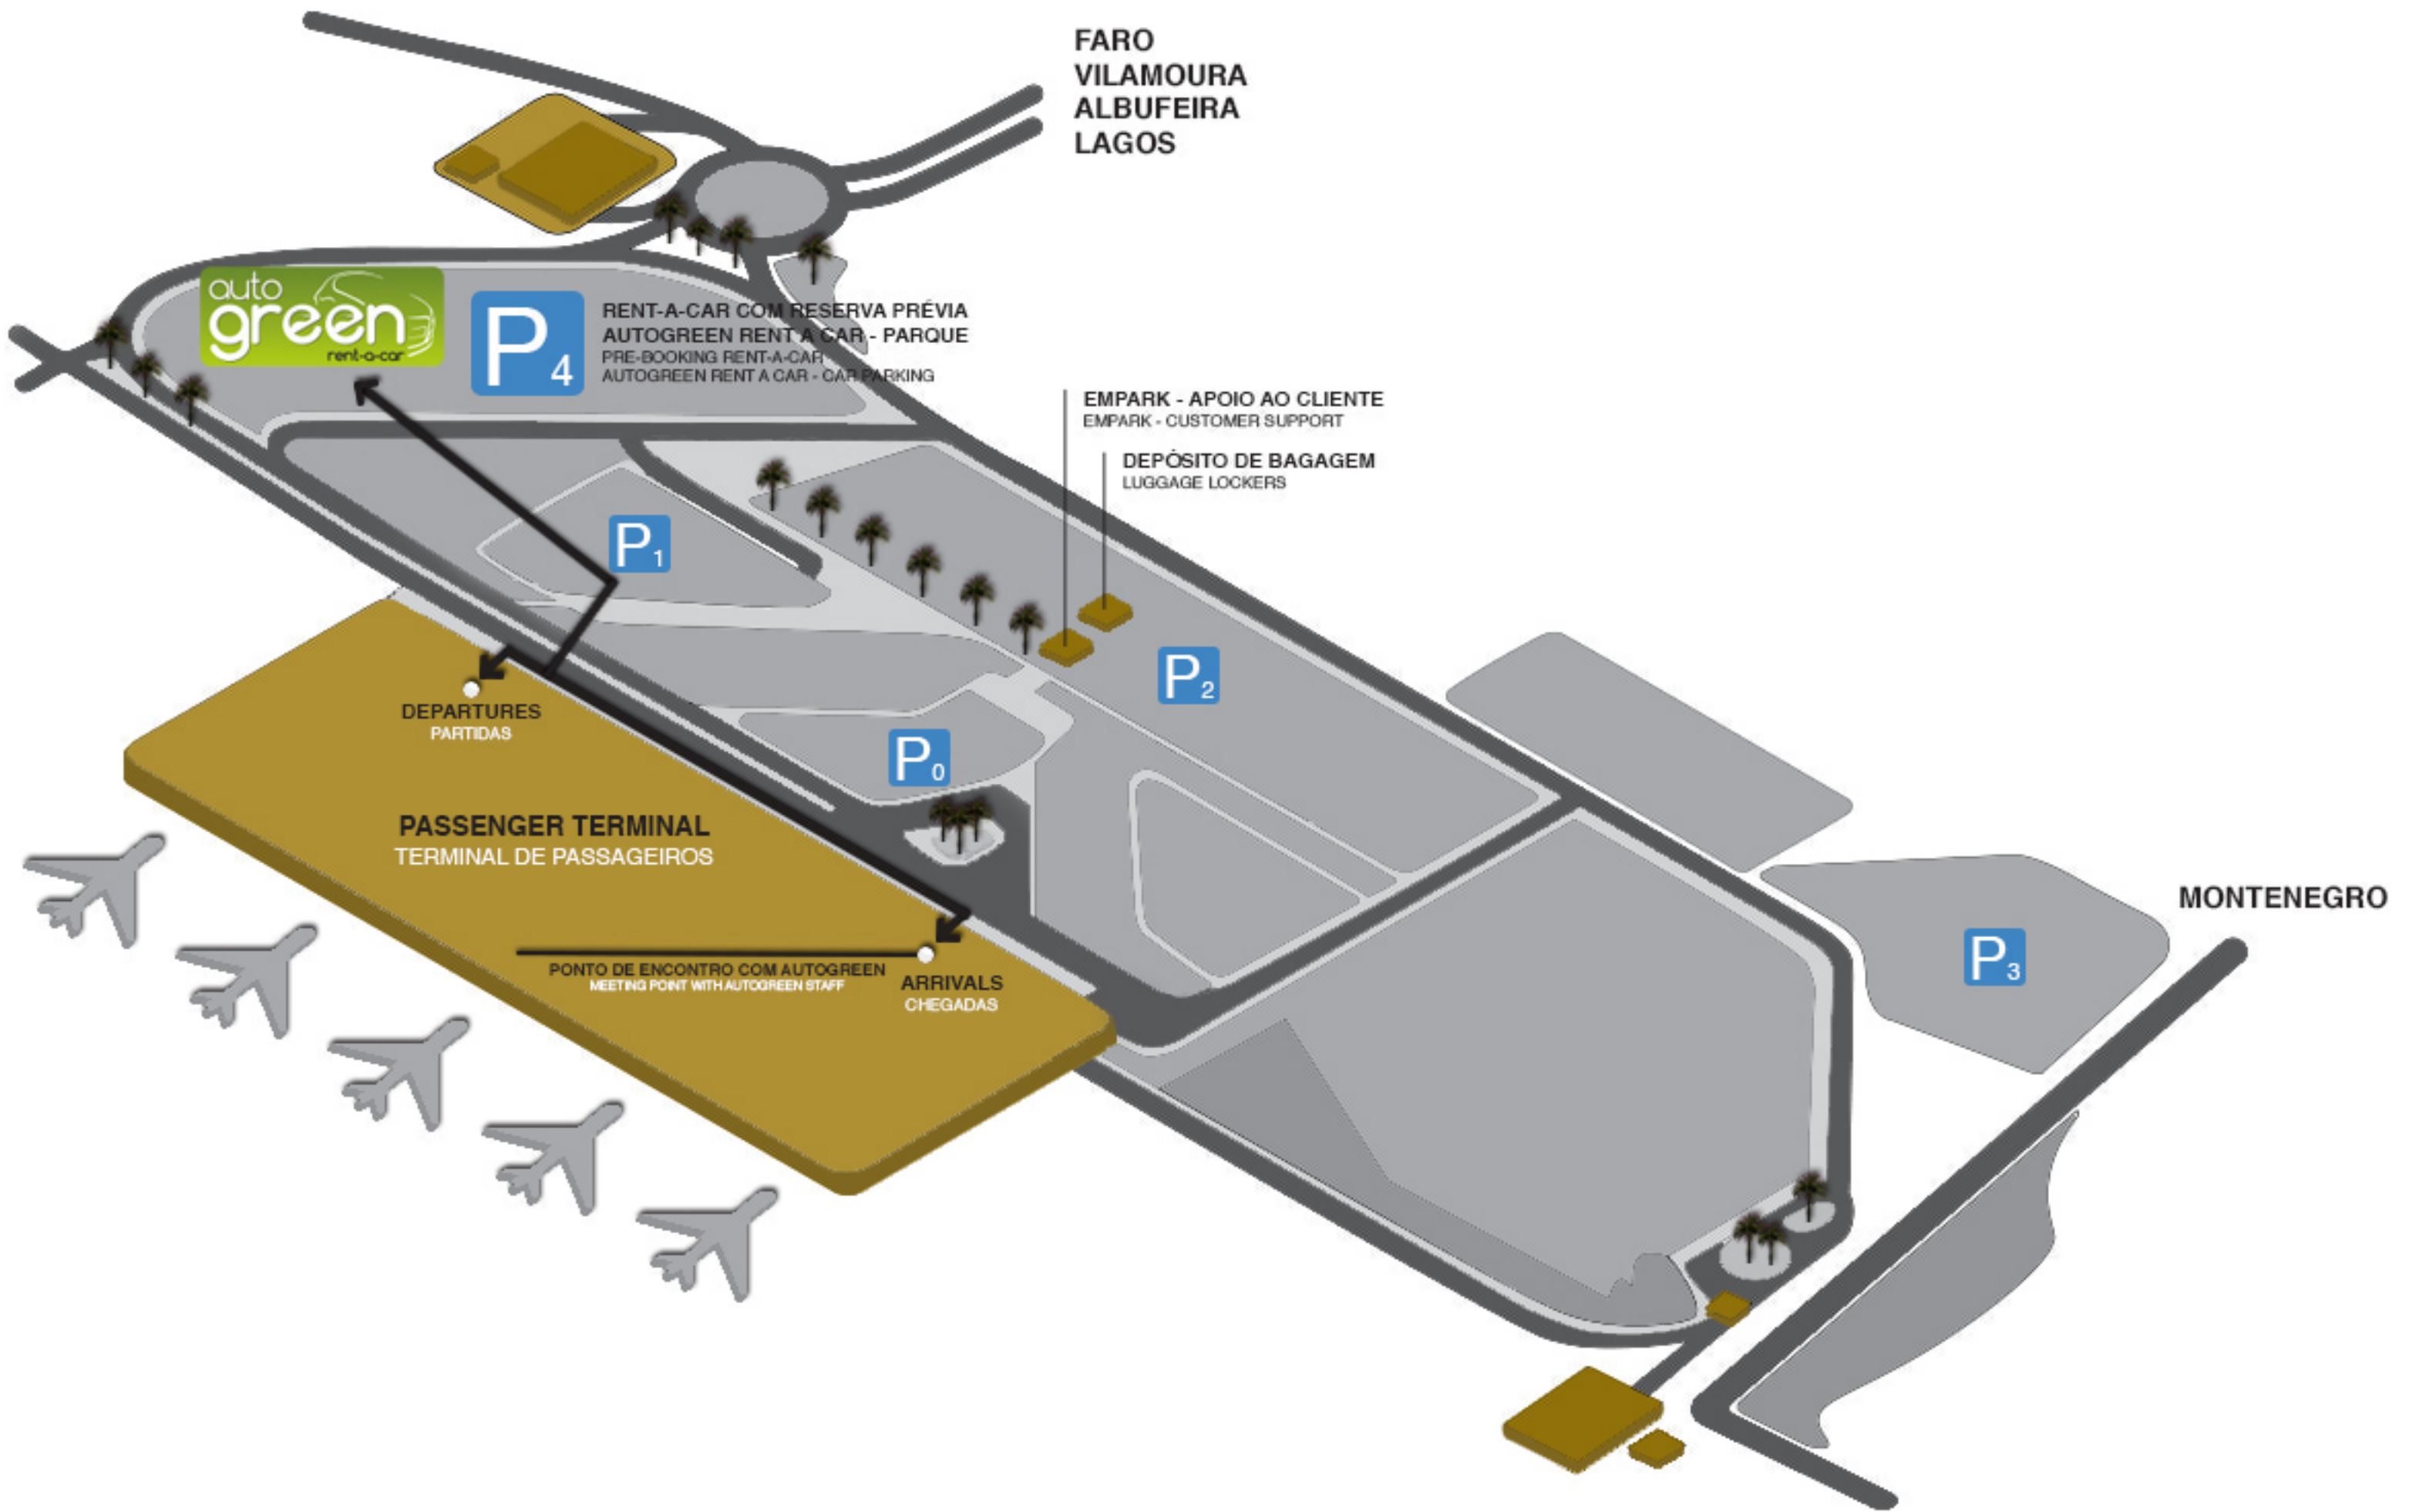 FARO
VILAMOURA
ALBUFEIRA
LAGOS
auto
green
rent-a-car
P4
RENT-A-CAR COM RESERVA PRÉVIA
AUTOGREEN RENT A CAR - PARQUE
PRE-BOOKING RENT-A-CAR
AUTOGREEN RENT A CAR - CAR PARKING
EMPARK - APOIO AO CLIENTE
EMPARK - CUSTOMER SUPPORT
DEPÓSITO DE BAGAGEM
LUGGAGE LOCKERS
P1
P2
DEPARTURES
PARTIDAS
P0
PASSENGER TERMINAL
TERMINAL DE PASSAGEIROS
MONTENEGRO
P3
PONTO DE ENCONTRO COM AUTOGREEN
MEETING POINT WITH AUTOGREEN STAFF
ARRIVALS
CHEGADAS